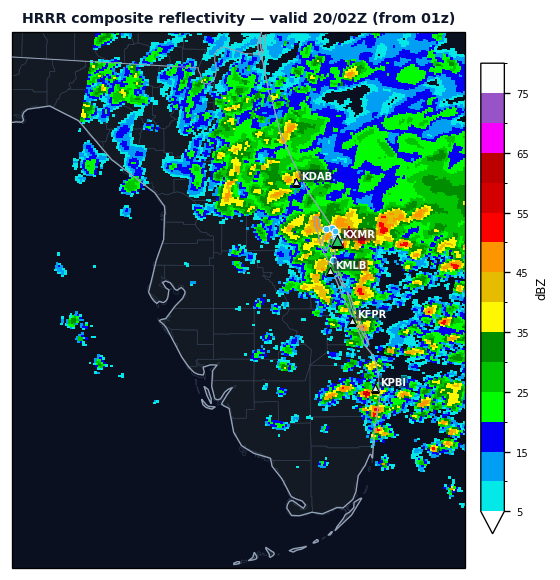 HRRR composite reflectivity — valid 20/02Z (from 01z)
KDAB
KXMR
KMLB
KFPR
KPBI
75
65
55
45
35
25
15
5
dBZ